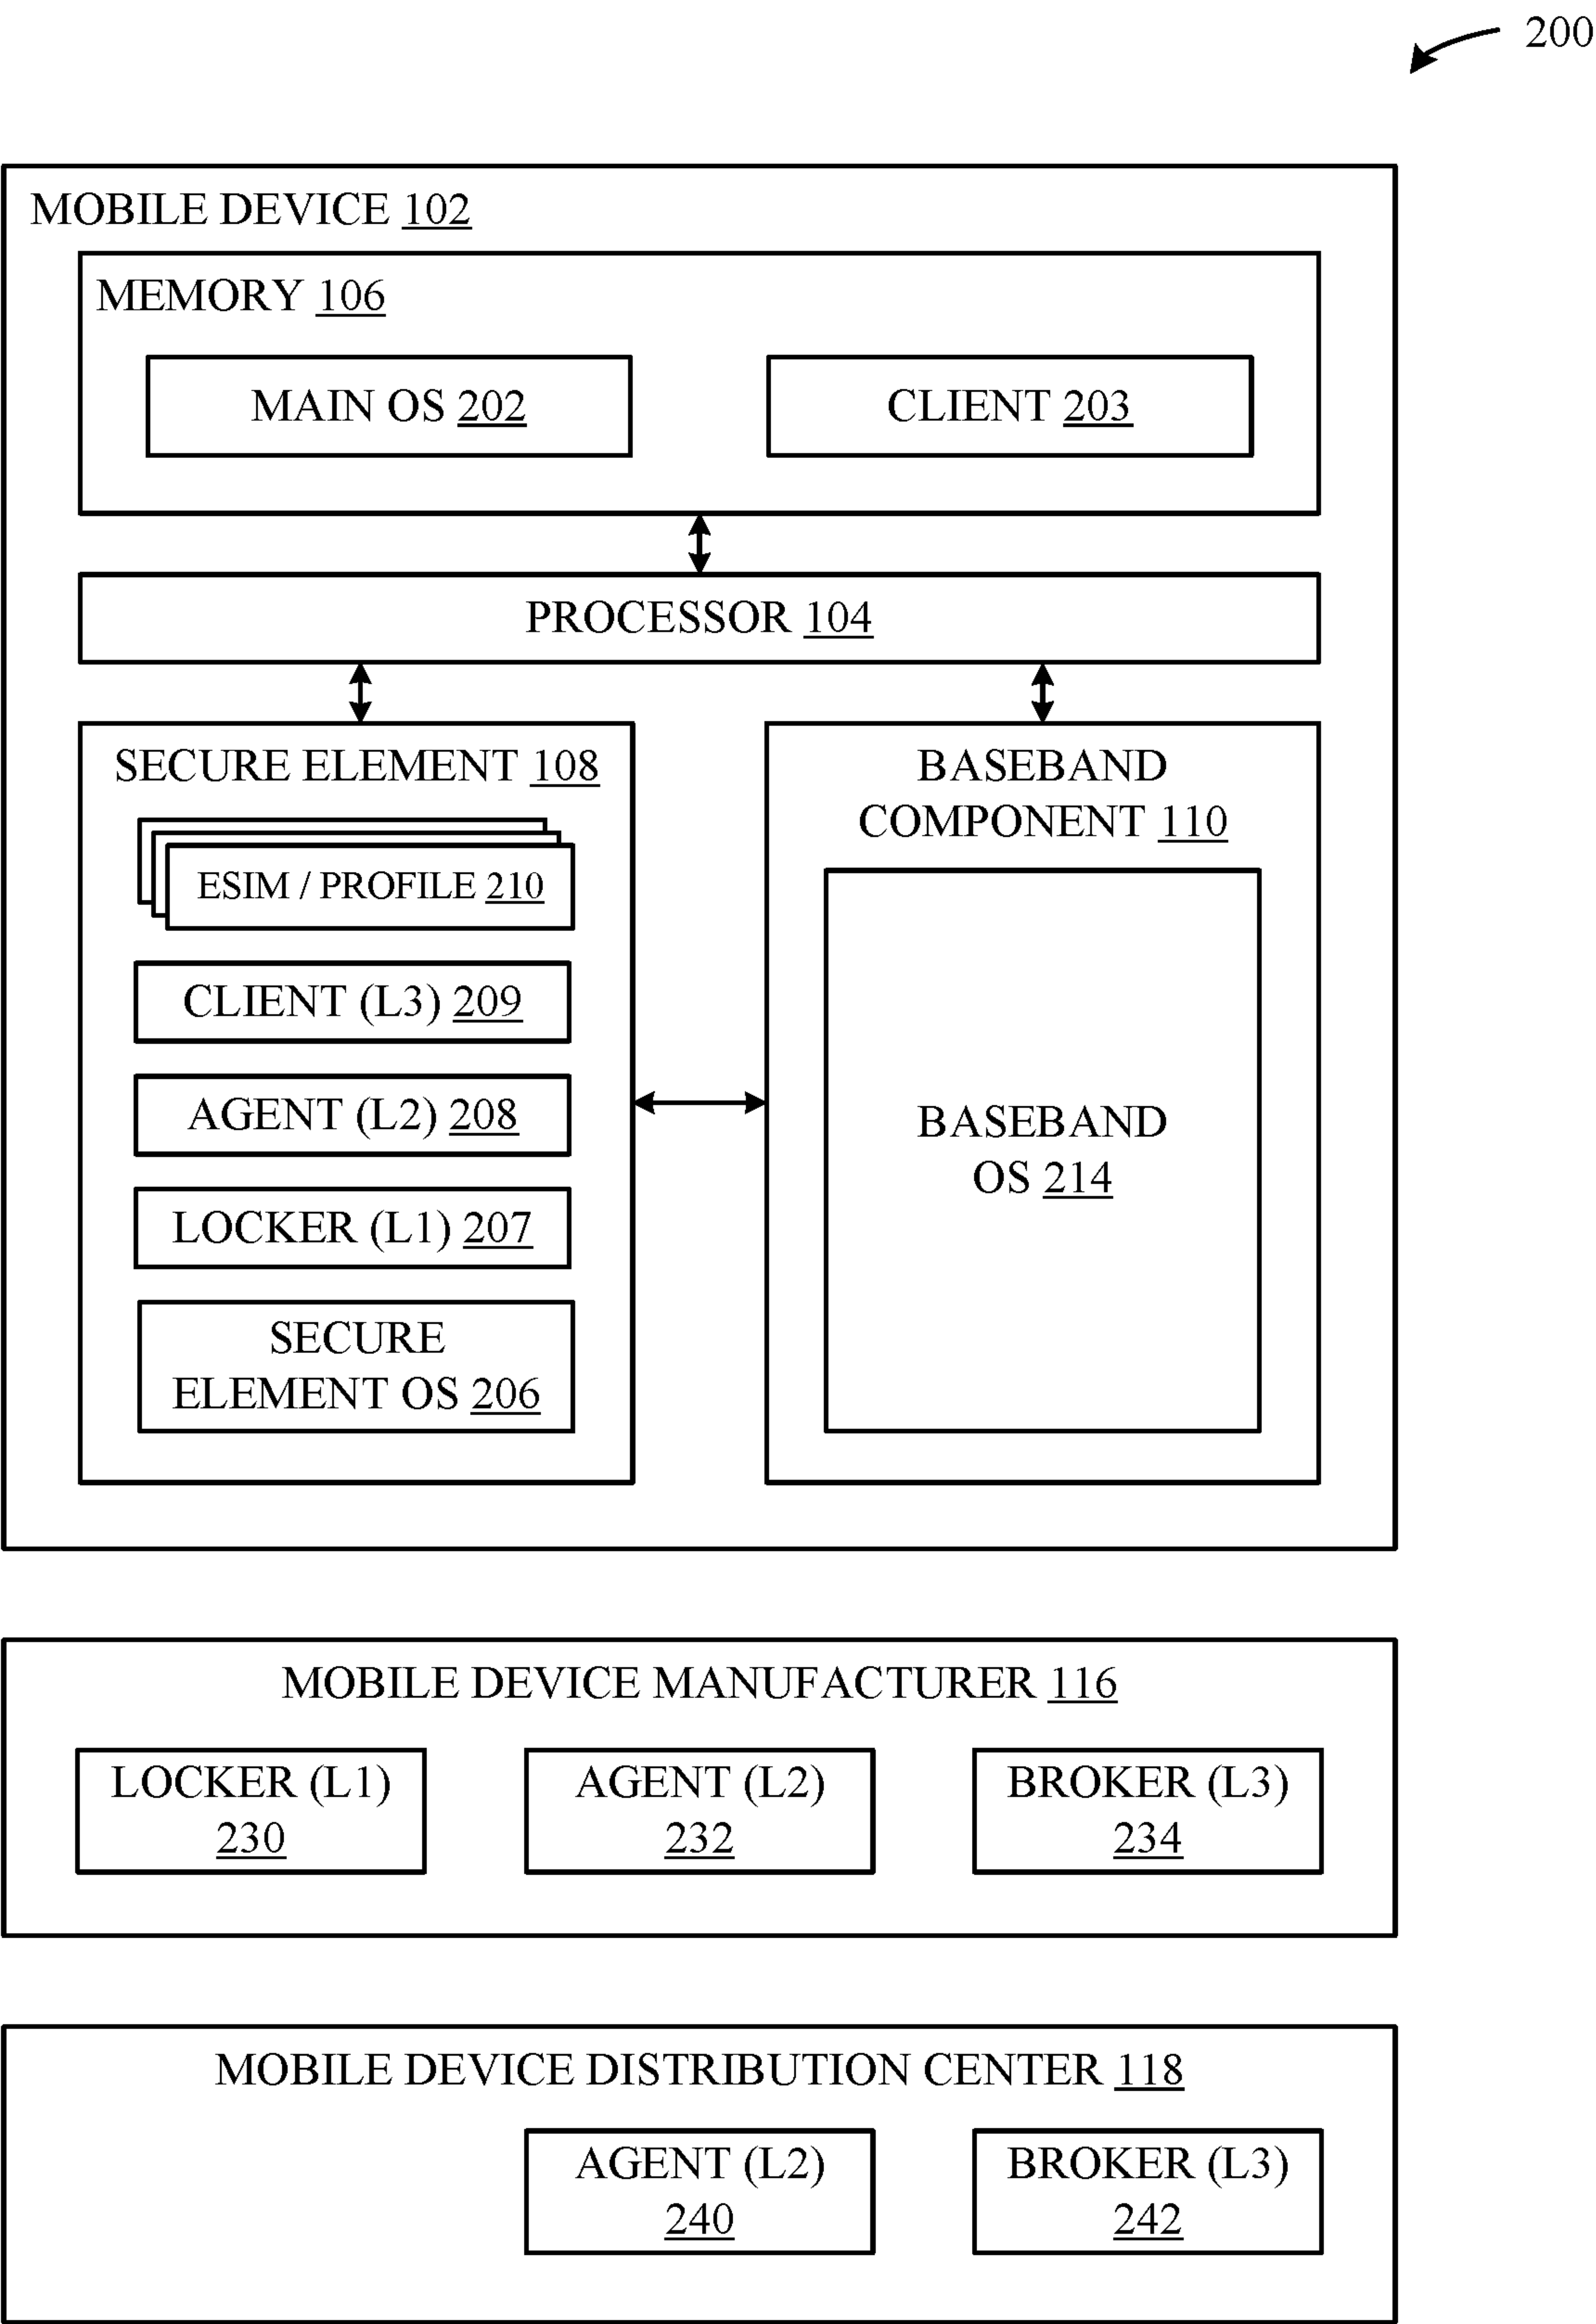 200
MOBILE DEVICE 102
MEMORY 106
MAIN OS 202
CLIENT 203
PROCESSOR 104
SECURE ELEMENT 108
ESIM / PROFILE 210
CLIENT (L3) 209
AGENT (L2) 208
LOCKER (L1) 207
SECURE
ELEMENT OS 206
BASEBAND
COMPONENT 110
BASEBAND
OS 214
MOBILE DEVICE MANUFACTURER 116
LOCKER (L1)
230
AGENT (L2)
232
BROKER (L3)
234
MOBILE DEVICE DISTRIBUTION CENTER 118
AGENT (L2)
240
BROKER (L3)
242